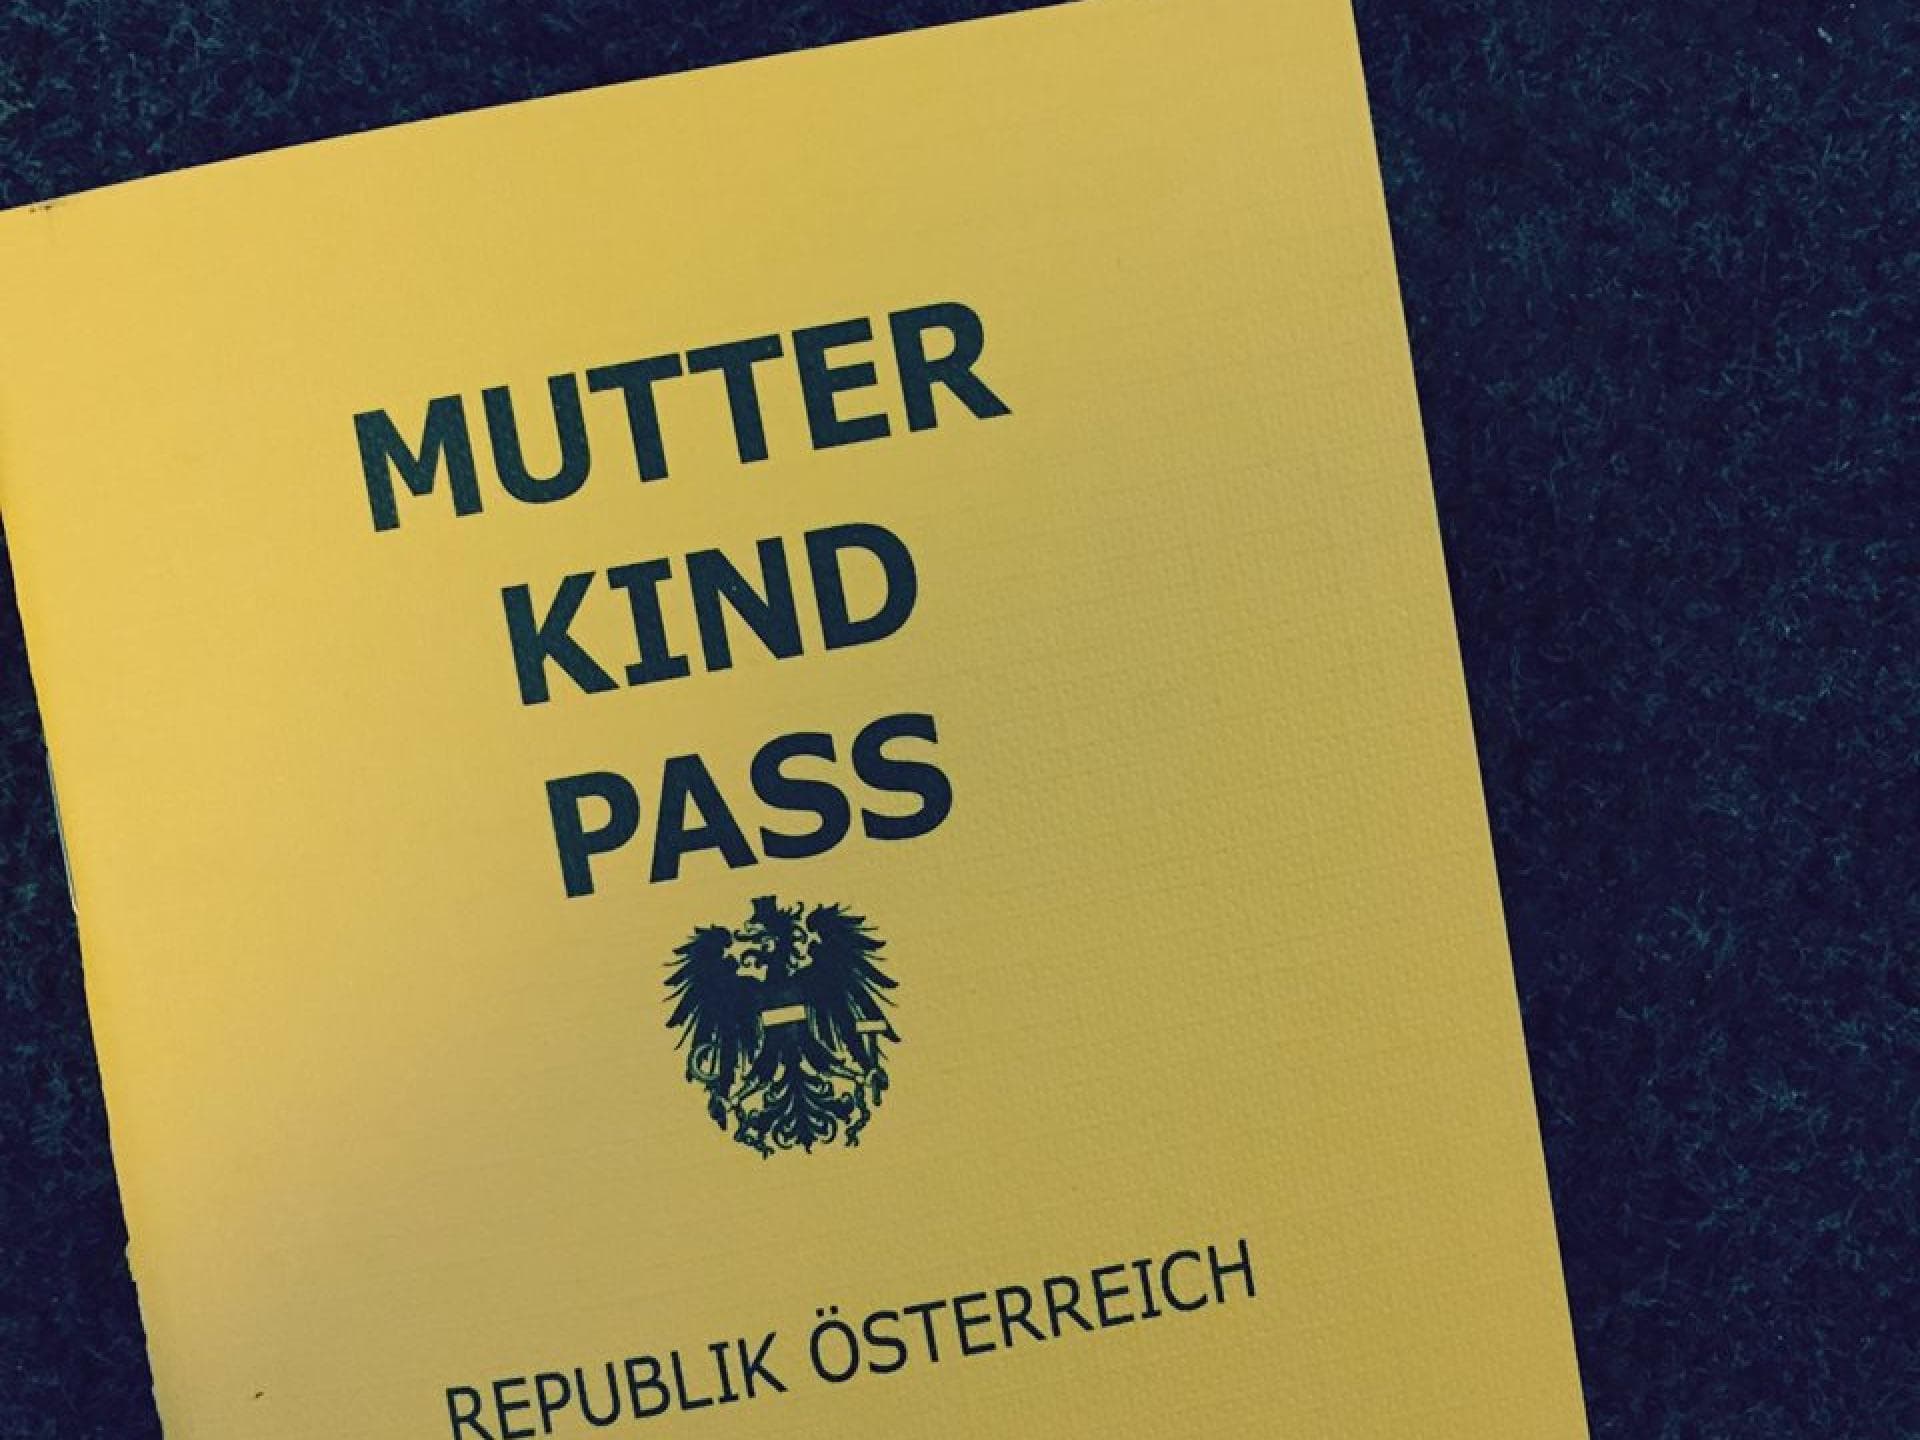 MUTTER
KIND
PASS
REPUBLIK ÖSTERREICH